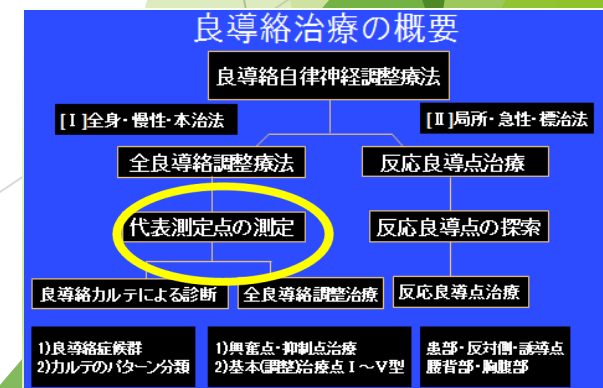 良導絡治療の概要
良導絡自律神経調整療法
[Ⅰ]全身・慢性・本治法
[Ⅱ]局所・急性・標治法
全良導絡調整療法
反応良導点治療
代表測定点の測定
反応良導点の探索
良導絡カルテによる診断
全良導絡調整治療
反応良導点治療
1)良導絡症候群
2)カルテのパターン分類
1)興奮点・抑制点治療
2)基本(調整)治療点Ⅰ～Ⅴ型
患部・反対側・誘導点
腰背部・胸腹部